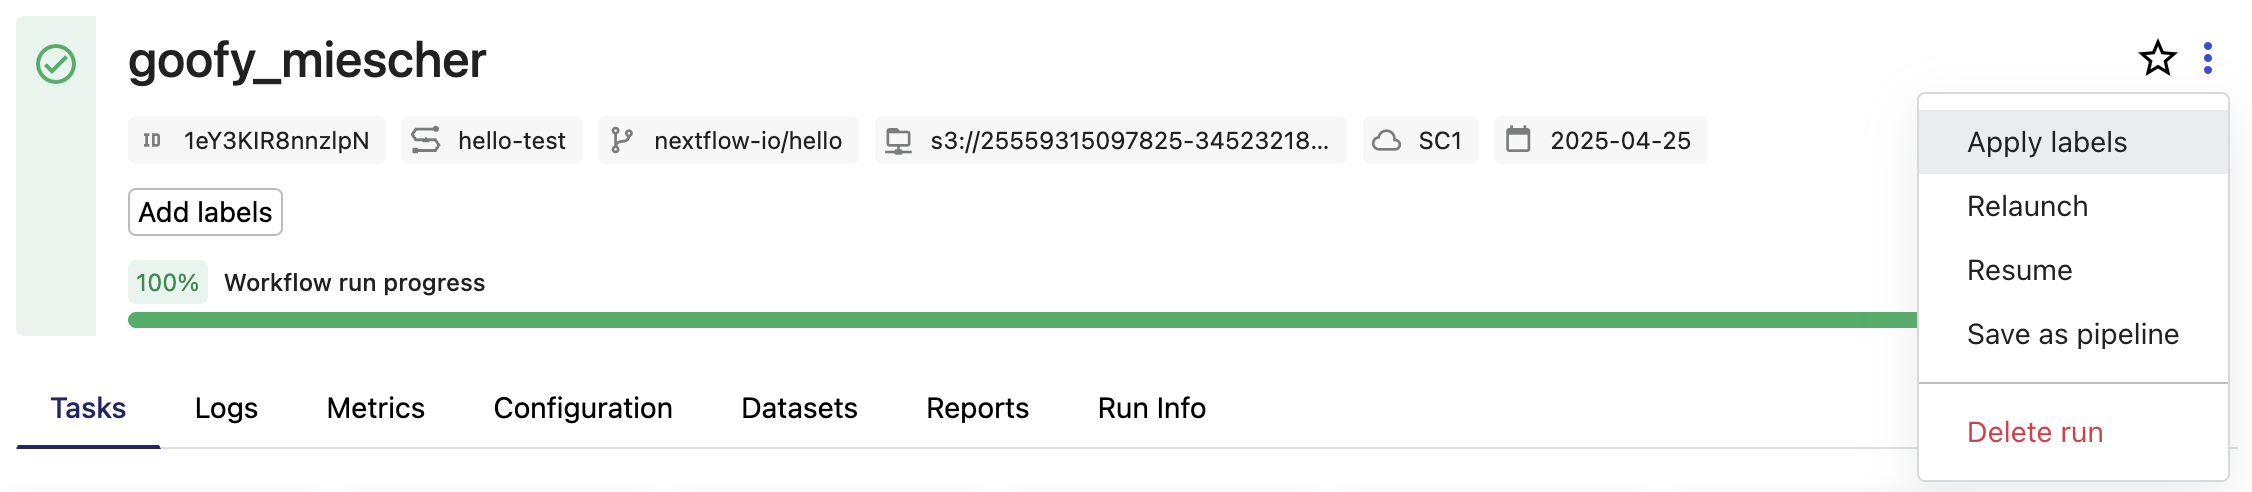 goofy_miescher
ID 1eY3KIR8nnzlpN hello-test nextflow-io/hello s3://25559315097825-34523218... SC1 2025-04-25
Add labels
100% Workflow run progress
Tasks Logs Metrics Configuration Datasets Reports Run Info
Apply labels
Relaunch
Resume
Save as pipeline
Delete run